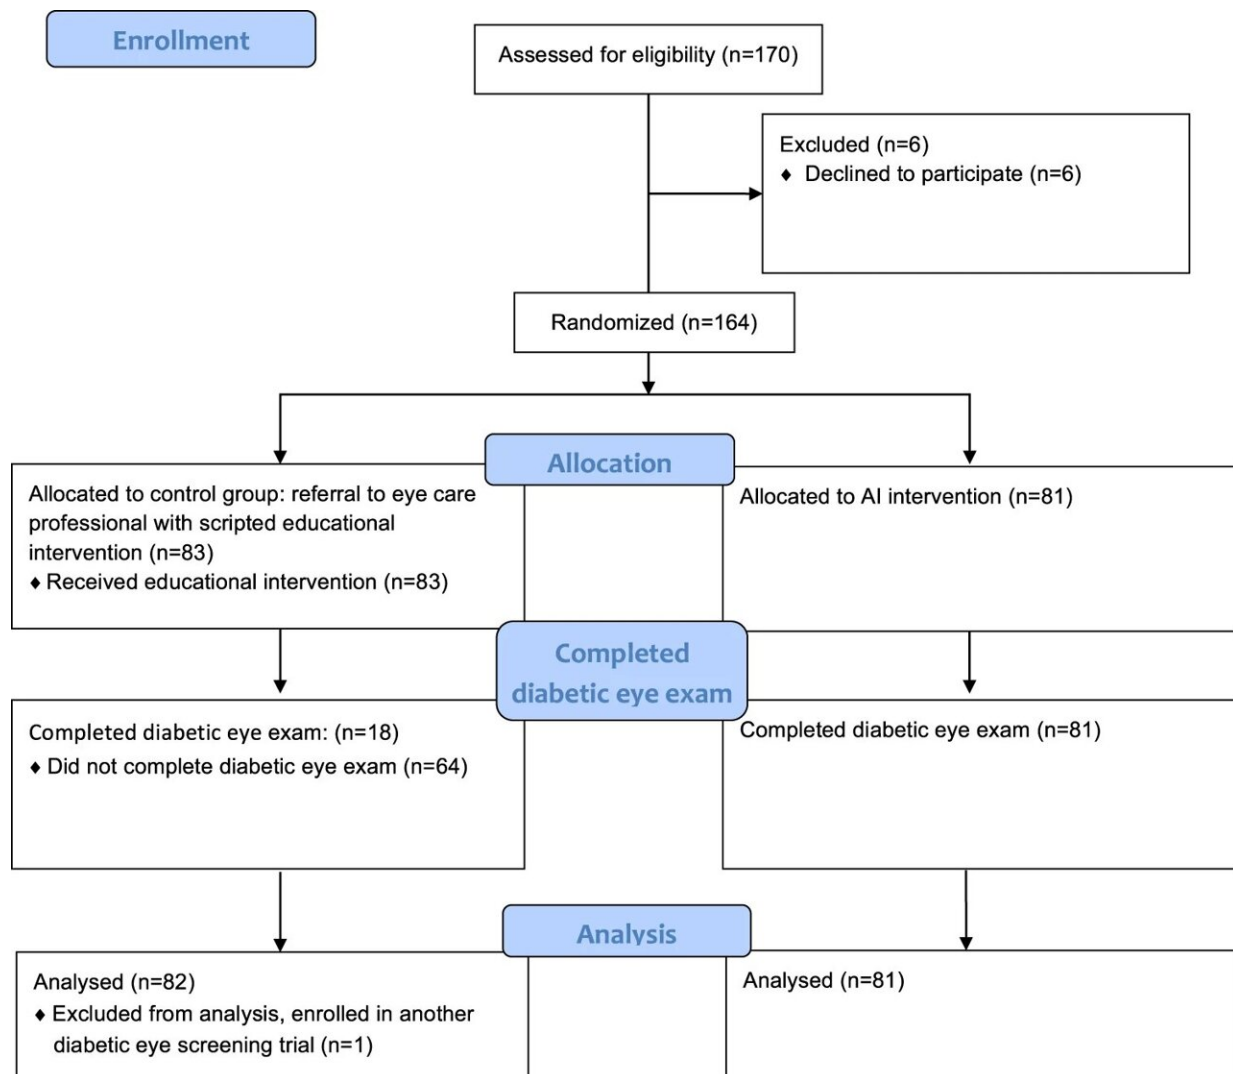 Enrollment
Assessed for eligibility (n=170)
Excluded (n=6)
♦ Declined to participate (n=6)
Randomized (n=164)
Allocation
Allocated to control group: referral to eye care
professional with scripted educational
intervention (n=83)
♦ Received educational intervention (n=83)
Allocated to AI intervention (n=81)
Completed
diabetic eye exam
Completed diabetic eye exam: (n=18)
♦ Did not complete diabetic eye exam (n=64)
Completed diabetic eye exam (n=81)
Analysis
Analysed (n=82)
♦ Excluded from analysis, enrolled in another
diabetic eye screening trial (n=1)
Analysed (n=81)